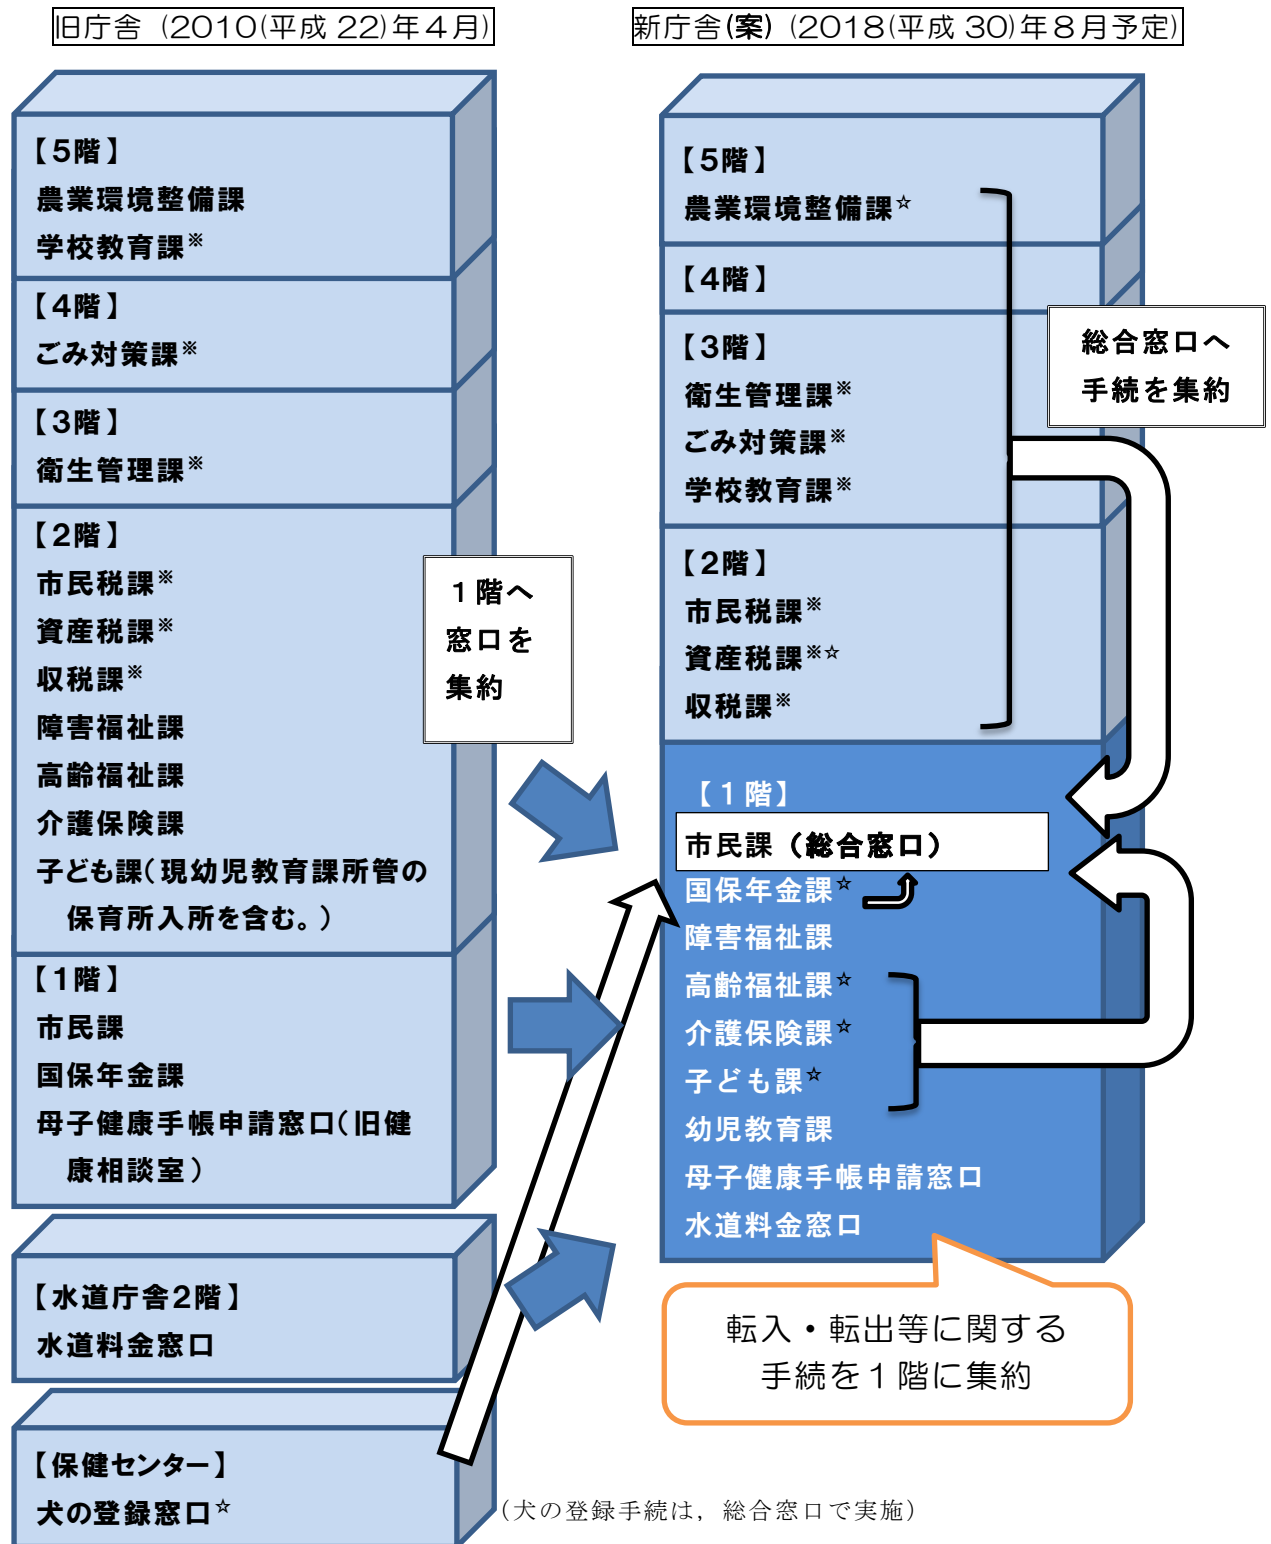 旧庁舎 (2010(平成 22)年4月)
【5階】
農業環境整備課
学校教育課※
【4階】
ごみ対策課※
【3階】
衛生管理課※
【2階】
市民税課※
資産税課※
収税課※
障害福祉課
高齢福祉課
介護保険課
子ども課(現幼児教育課所管の
保育所入所を含む。)
【1階】
市民課
国保年金課
母子健康手帳申請窓口(旧健
康相談室)
【水道庁舎2階】
水道料金窓口
【保健センター】
犬の登録窓口☆
(犬の登録手続は，総合窓口で実施)
1階へ
窓口を
集約
新庁舎(案) (2018(平成 30)年8月予定)
【5階】
農業環境整備課☆
【4階】
【3階】
衛生管理課※
ごみ対策課※
学校教育課※
【2階】
市民税課※
資産税課※☆
収税課※
総合窓口へ
手続を集約
【1階】
市民課(総合窓口)
国保年金課☆
障害福祉課
高齢福祉課☆
介護保険課☆
子ども課☆
幼児教育課
母子健康手帳申請窓口
水道料金窓口
転入・転出等に関する
手続を1階に集約